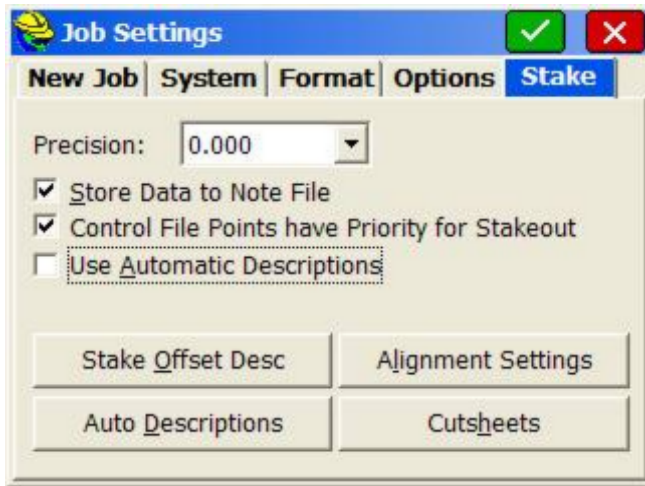 Job Settings
New Job System Format Options Stake
Precision: 0.000
Store Data to Note File
Control File Points have Priority for Stakeout
Use Automatic Descriptions
Stake Offset Desc Alignment Settings
Auto Descriptions Cutsheets